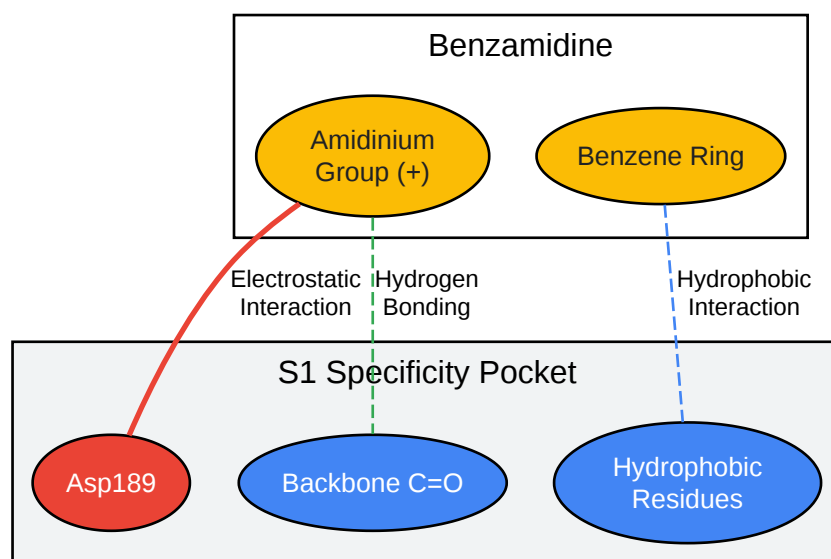 Benzamidine
Amidinium
Group (+)
Benzene Ring
Electrostatic
Interaction
Hydrogen
Bonding
Hydrophobic
Interaction
S1 Specificity Pocket
Asp189
Backbone C=O
Hydrophobic
Residues